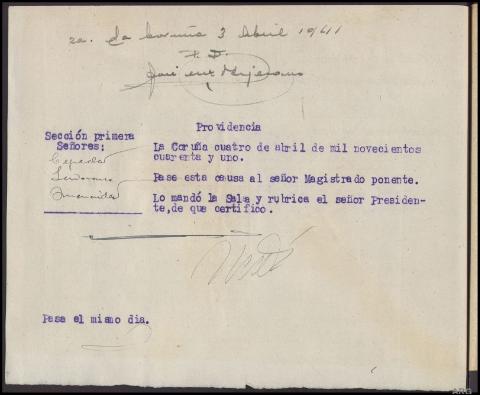 La Coruña 3 Abril 1941
Providencia
Sección primera
Señores:
Cepeda
La Coruña cuatro de abril de mil novecientos
cuarenta y uno.
Pase esta causa al señor Magistrado ponente.
Lo mandó la Sala y rubrica el señor Presiden-
te,de que certifico.
Pasa el mismo dia.